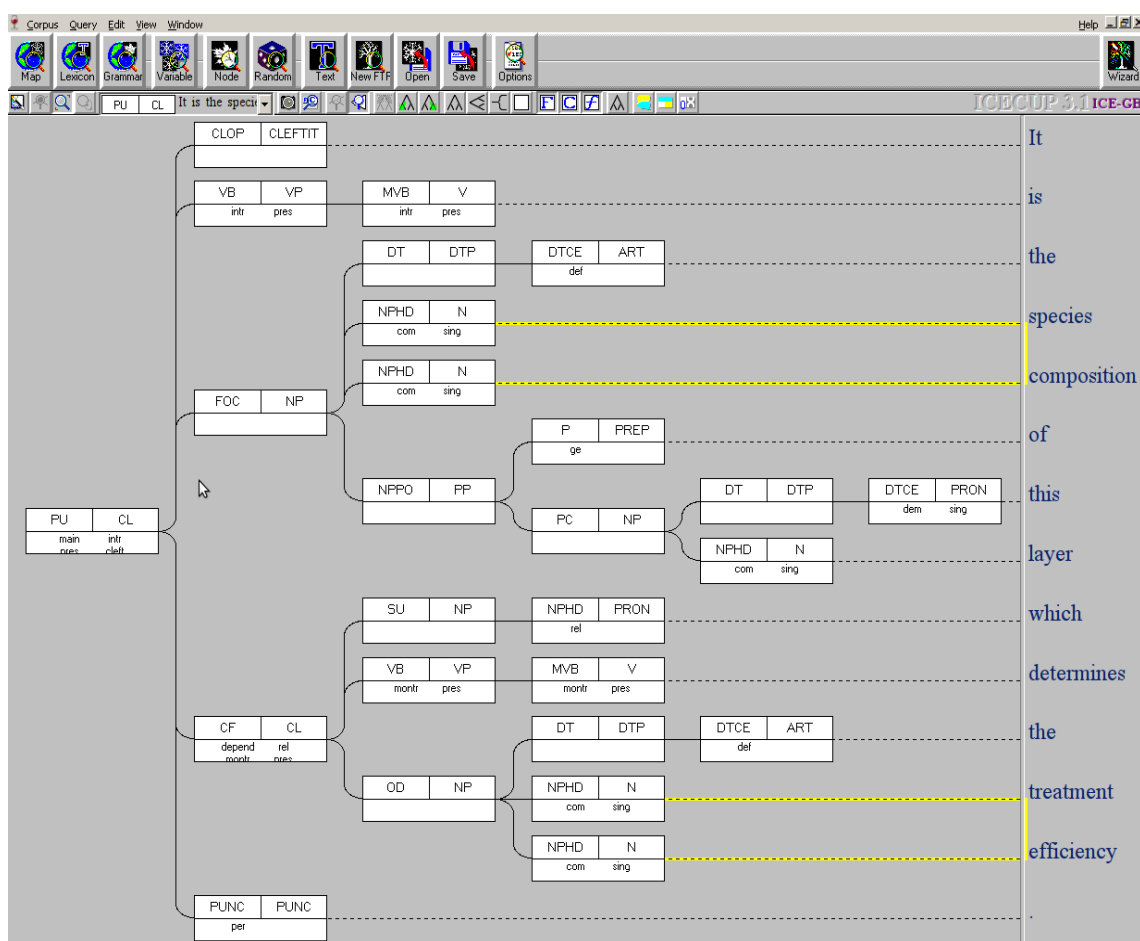 Corpus Query Edit View Window Help
Map Lexicon Grammar Variable Node Random Text New FTF Open Save Options Wizard
PU CL It is the speci F C f ICECUP 3.1 ICE-GB
CLOP CLEFTIT It
VB VP MVB V is
intr pres intr pres
DT DTP DTCE ART the
def
NPHD N species
com sing
NPHD N composition
com sing
FOC NP
P PREP of
ge
NPPO PP DT DTP DTCE PRON this
dem sing
PU CL PC NP
main intr
pres cleft
NPHD N layer
com sing
SU NP NPHD PRON which
rel
VB VP MVB V determines
montr pres montr pres
CF CL DT DTP DTCE ART the
depend rel def
montr pres
OD NP NPHD N treatment
com sing
NPHD N efficiency
com sing
PUNC PUNC .
per